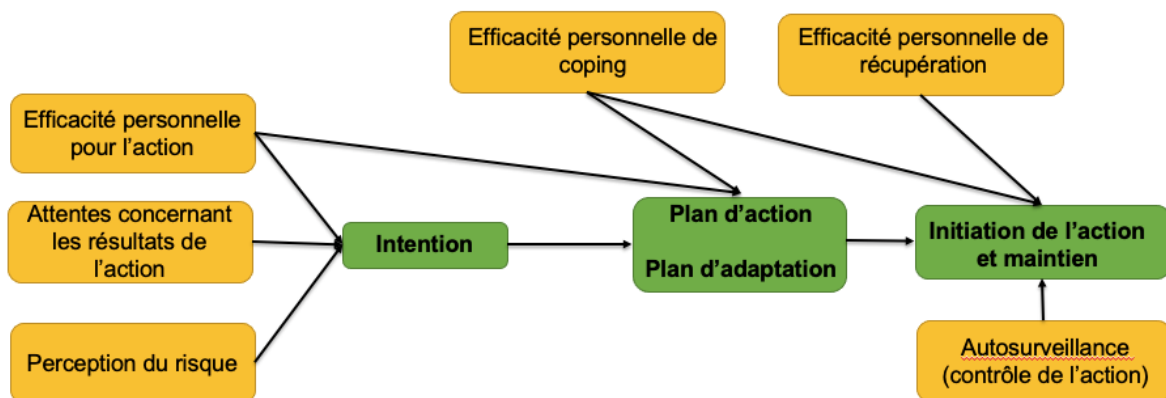 Efficacité personnelle de
coping
Efficacité personnelle de
récupération
Efficacité personnelle
pour l'action
Attentes concernant
les résultats de
l'action
Perception du risque
Intention
Plan d'action
Plan d'adaptation
Initiation de l'action
et maintien
Autosurveillance
(contrôle de l'action)